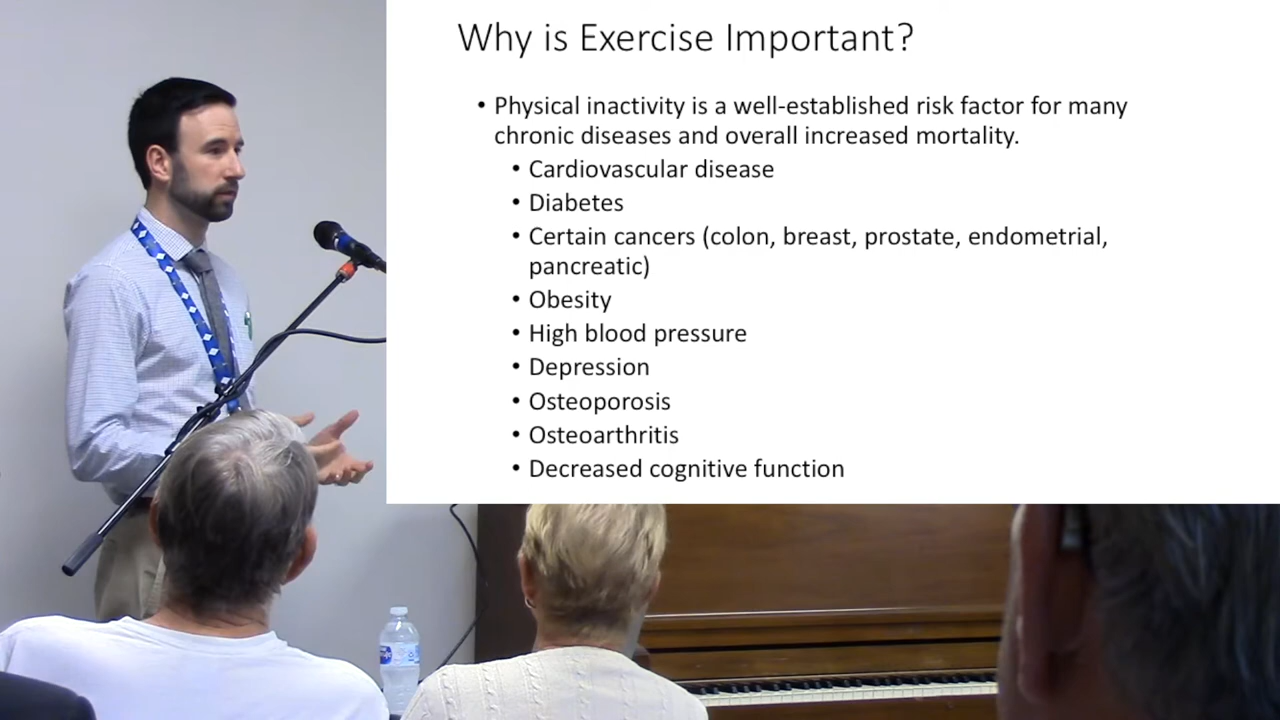 Why is Exercise Important?
• Physical inactivity is a well-established risk factor for many
chronic diseases and overall increased mortality.
• Cardiovascular disease
• Diabetes
• Certain cancers (colon, breast, prostate, endometrial,
pancreatic)
• Obesity
• High blood pressure
• Depression
• Osteoporosis
• Osteoarthritis
• Decreased cognitive function